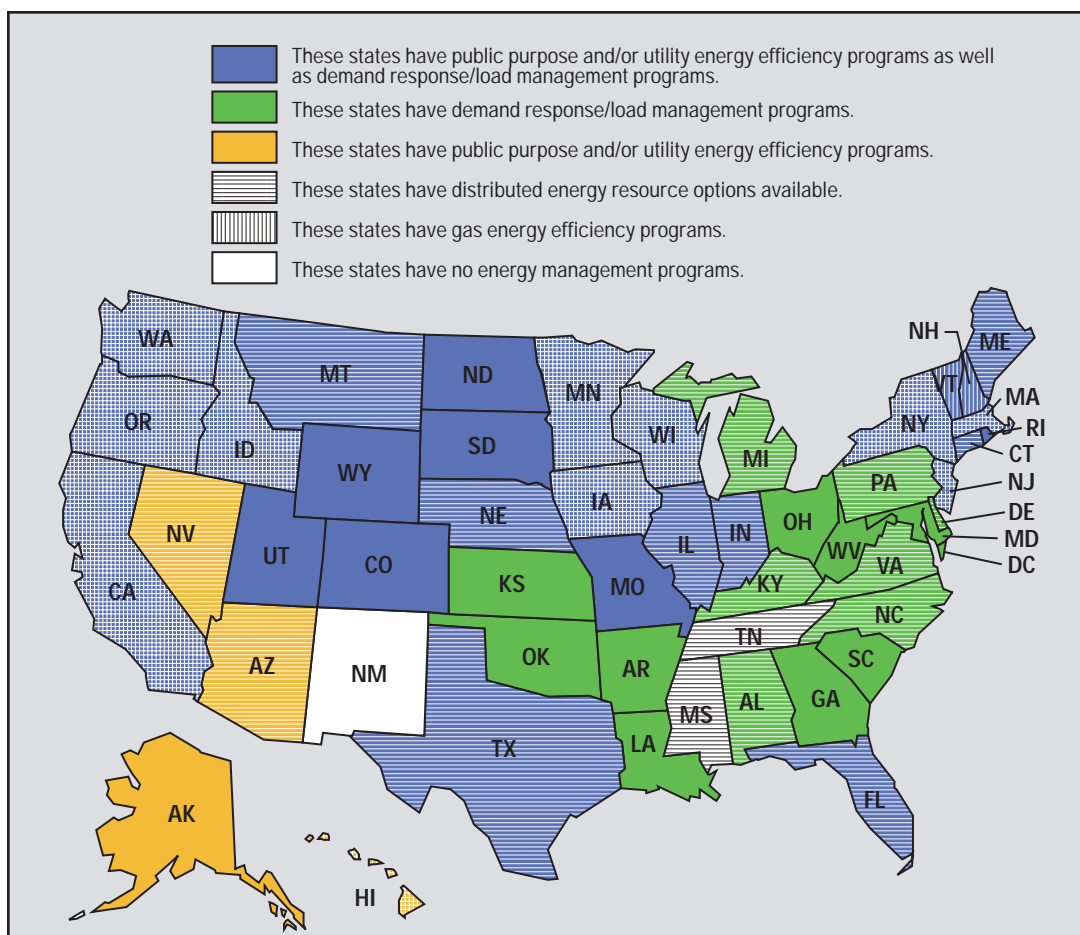 These states have public purpose and/or utility energy efficiency programs as well
as demand response/load management programs.
These states have demand response/load management programs.
These states have public purpose and/or utility energy efficiency programs.
These states have distributed energy resource options available.
These states have gas energy efficiency programs.
These states have no energy management programs.
WA
MT
ND
MN
NH
VT
ME
OR
ID
SD
WI
MI
NY
MA
RI
CT
WY
IA
NE
PA
NJ
NV
UT
CO
IL
IN
OH
WV
DE
MD
DC
CA
KS
MO
KY
VA
AZ
NM
OK
AR
TN
NC
SC
MS
AL
GA
TX
LA
FL
AK
HI